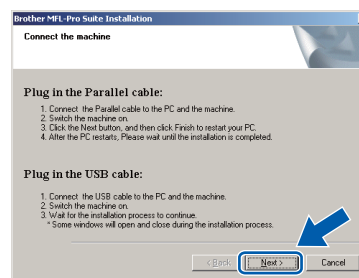 Brother MFL-Pro Suite Installation
Connect the machine
Plug in the Parallel cable:
1. Connect the Parallel cable to the PC and the machine.
2. Switch the machine on.
3. Click the Next button, and then click Finish to restart your PC.
4. After the PC restarts, Please wait until the installation is completed.
Plug in the USB cable:
1. Connect the USB cable to the PC and the machine.
2. Switch the machine on.
3. Wait for the installation process to continue.
* Some windows will open and close during the installation process.
< Back Next > Cancel